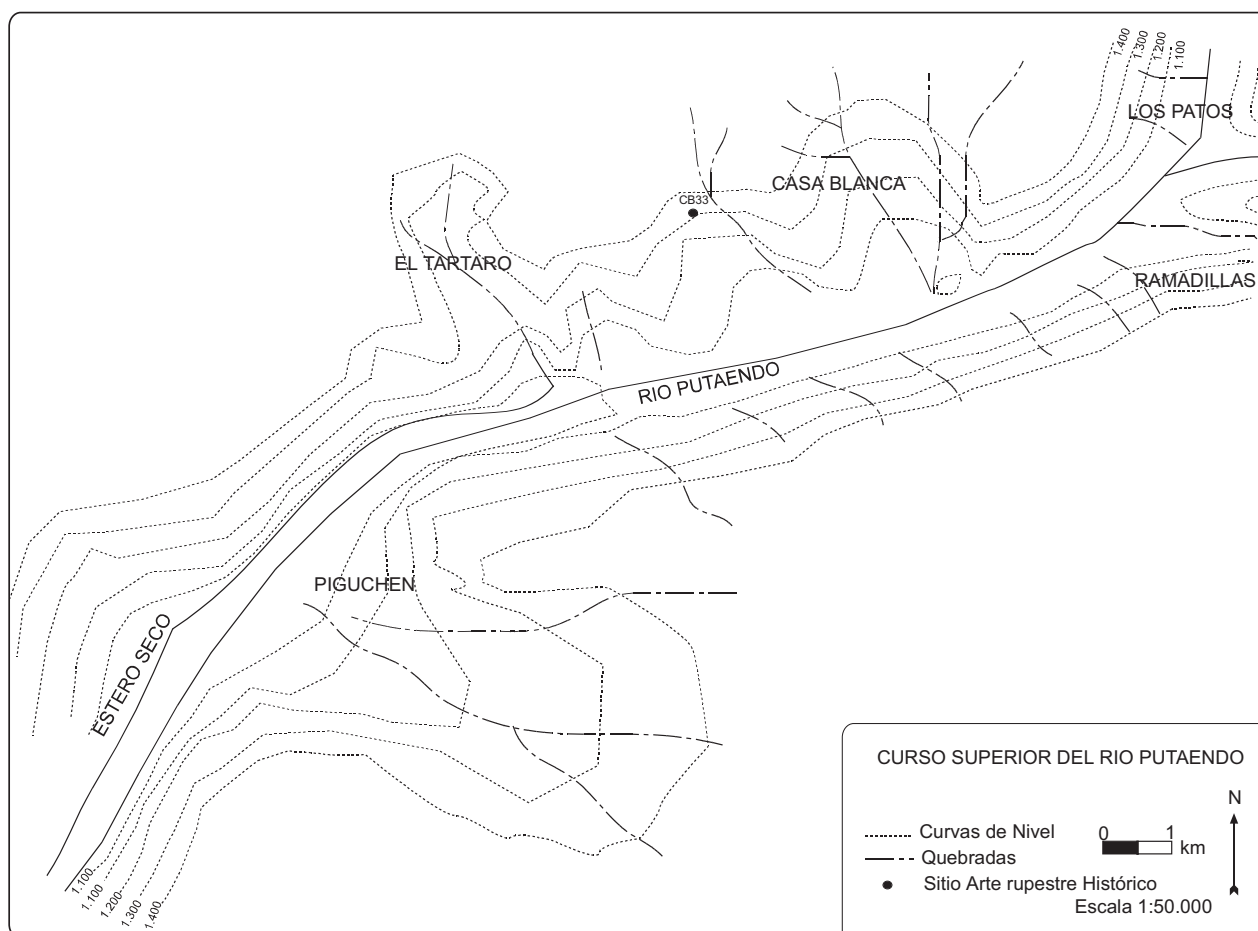 1.400
1.300
1.200
1.100
LOS PATOS
CASA BLANCA
CB33
EL TARTARO
RAMADILLAS
RIO PUTAENDO
PIGUCHEN
ESTERO SECO
1.100
1.100
1.200
1.300
1.400
CURSO SUPERIOR DEL RIO PUTAENDO
N
Curvas de Nivel
0 1
km
Quebradas
Sitio Arte rupestre Histórico
Escala 1:50.000